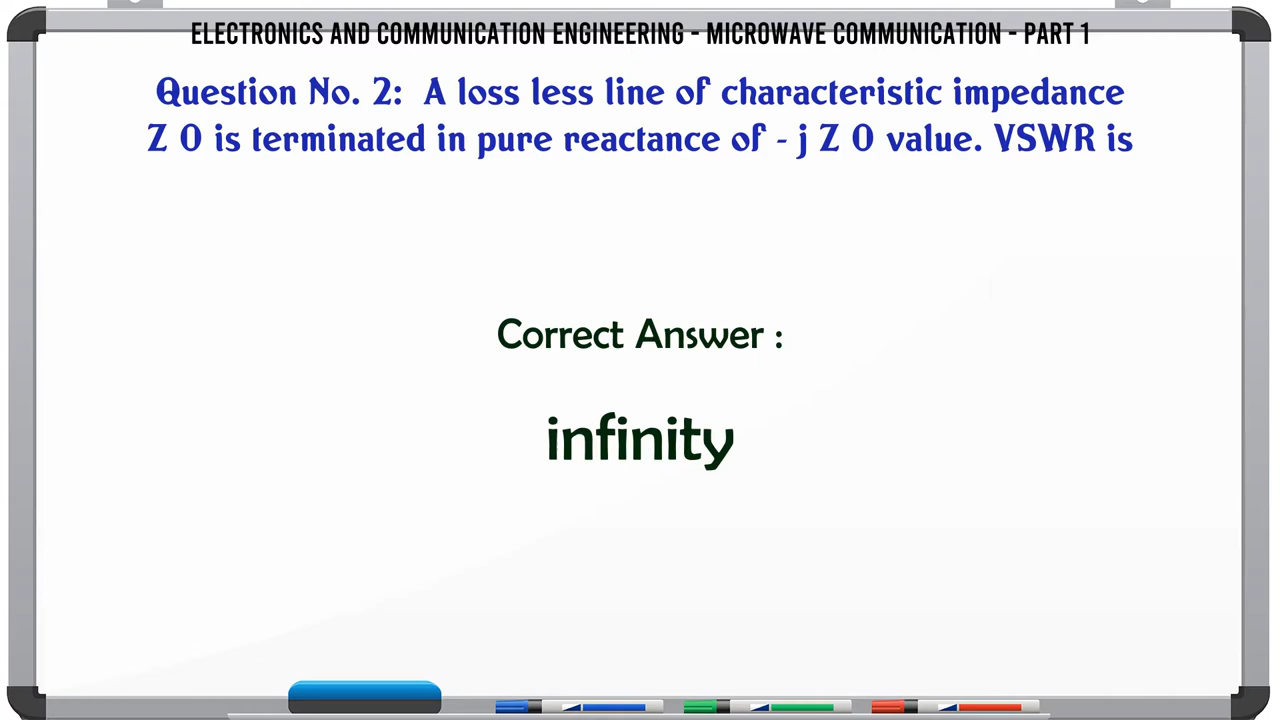 ELECTRONICS AND COMMUNICATION ENGINEERING - MICROWAVE COMMUNICATION - PART 1
Question No. 2:  A loss less line of characteristic impedance
Z 0 is terminated in pure reactance of - j Z 0 value. VSWR is
Correct Answer :
infinity